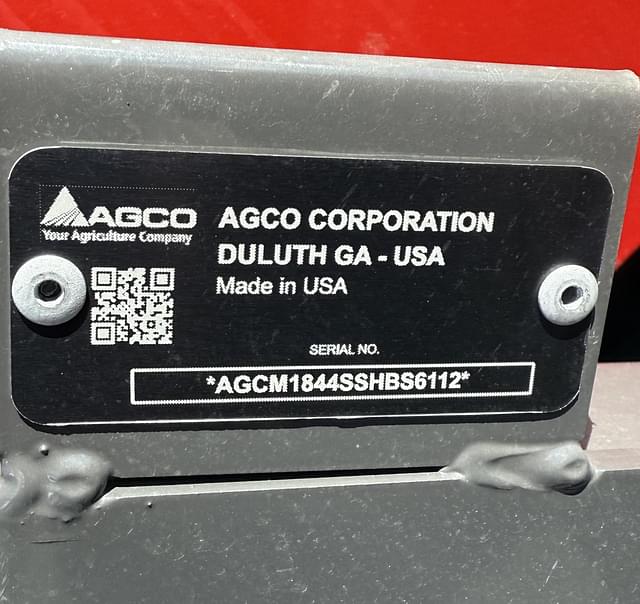 AGCO
Your Agriculture Company
AGCO CORPORATION
DULUTH GA - USA
Made in USA
SERIAL NO.
*AGCM1844SSHBS6112*